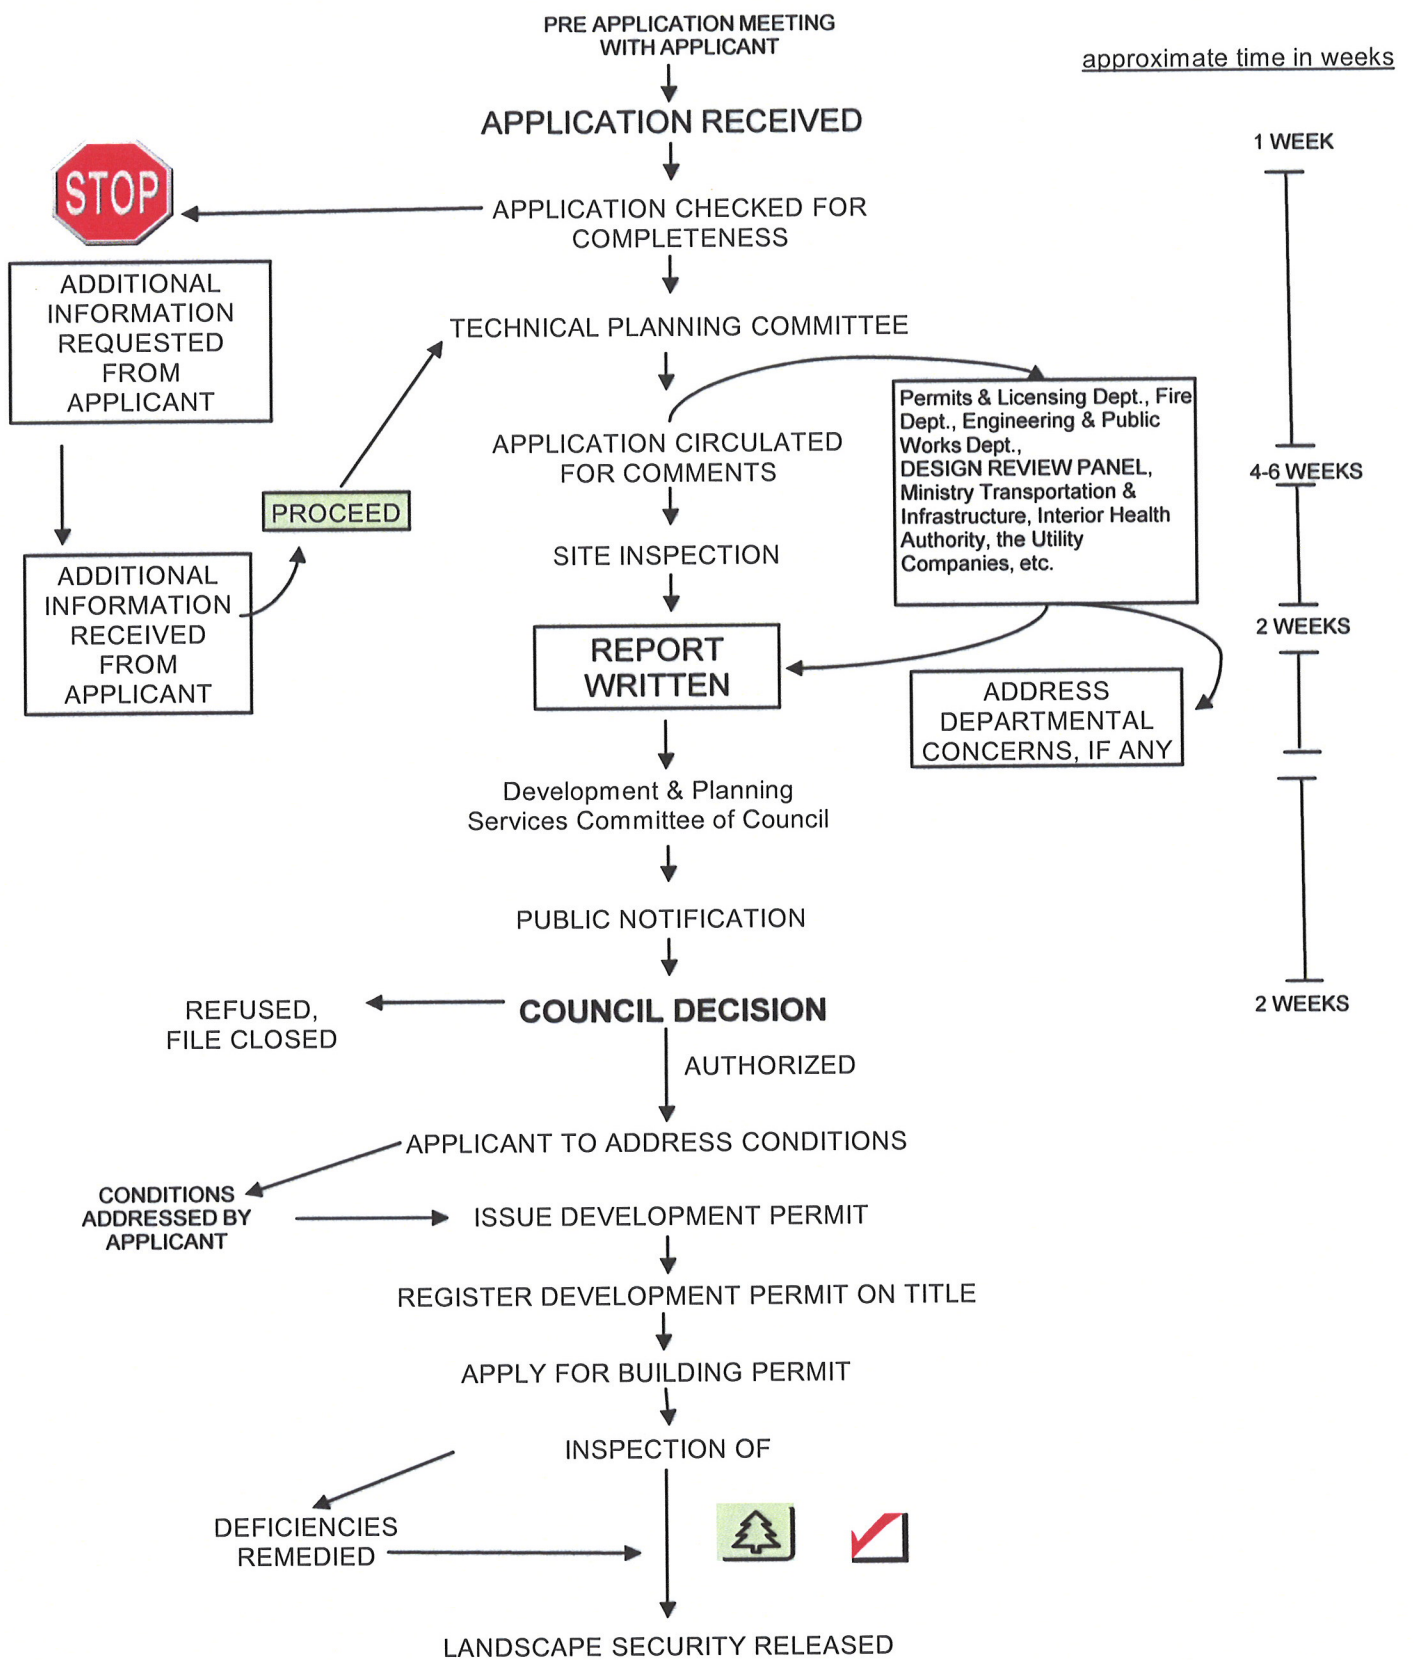 PRE APPLICATION MEETING
WITH APPLICANT
approximate time in weeks
APPLICATION RECEIVED
1 WEEK
STOP
APPLICATION CHECKED FOR
COMPLETENESS
ADDITIONAL
INFORMATION
REQUESTED
FROM
APPLICANT
TECHNICAL PLANNING COMMITTEE
Permits & Licensing Dept., Fire
Dept., Engineering & Public
Works Dept.,
DESIGN REVIEW PANEL,
Ministry Transportation &
Infrastructure, Interior Health
Authority, the Utility
Companies, etc.
APPLICATION CIRCULATED
FOR COMMENTS
4-6 WEEKS
PROCEED
SITE INSPECTION
ADDITIONAL
INFORMATION
RECEIVED
FROM
APPLICANT
REPORT
WRITTEN
2 WEEKS
ADDRESS
DEPARTMENTAL
CONCERNS, IF ANY
Development & Planning
Services Committee of Council
PUBLIC NOTIFICATION
REFUSED,
FILE CLOSED
COUNCIL DECISION
2 WEEKS
AUTHORIZED
APPLICANT TO ADDRESS CONDITIONS
CONDITIONS
ADDRESSED BY
APPLICANT
ISSUE DEVELOPMENT PERMIT
REGISTER DEVELOPMENT PERMIT ON TITLE
APPLY FOR BUILDING PERMIT
INSPECTION OF
DEFICIENCIES
REMEDIED
LANDSCAPE SECURITY RELEASED